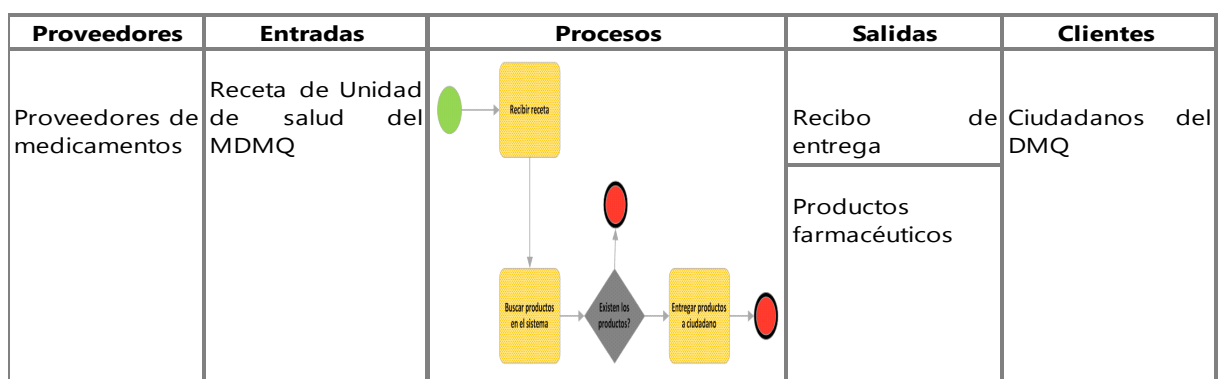 Proveedores
Entradas
Procesos
Salidas
Clientes
Proveedores de
medicamentos
Receta de Unidad
de salud del
MDMQ
Recibir receta
Buscar productos
en el sistema
Existen los
productos?
Entregar productos
a ciudadano
Recibo de
entrega
Productos
farmacéuticos
Ciudadanos del
DMQ